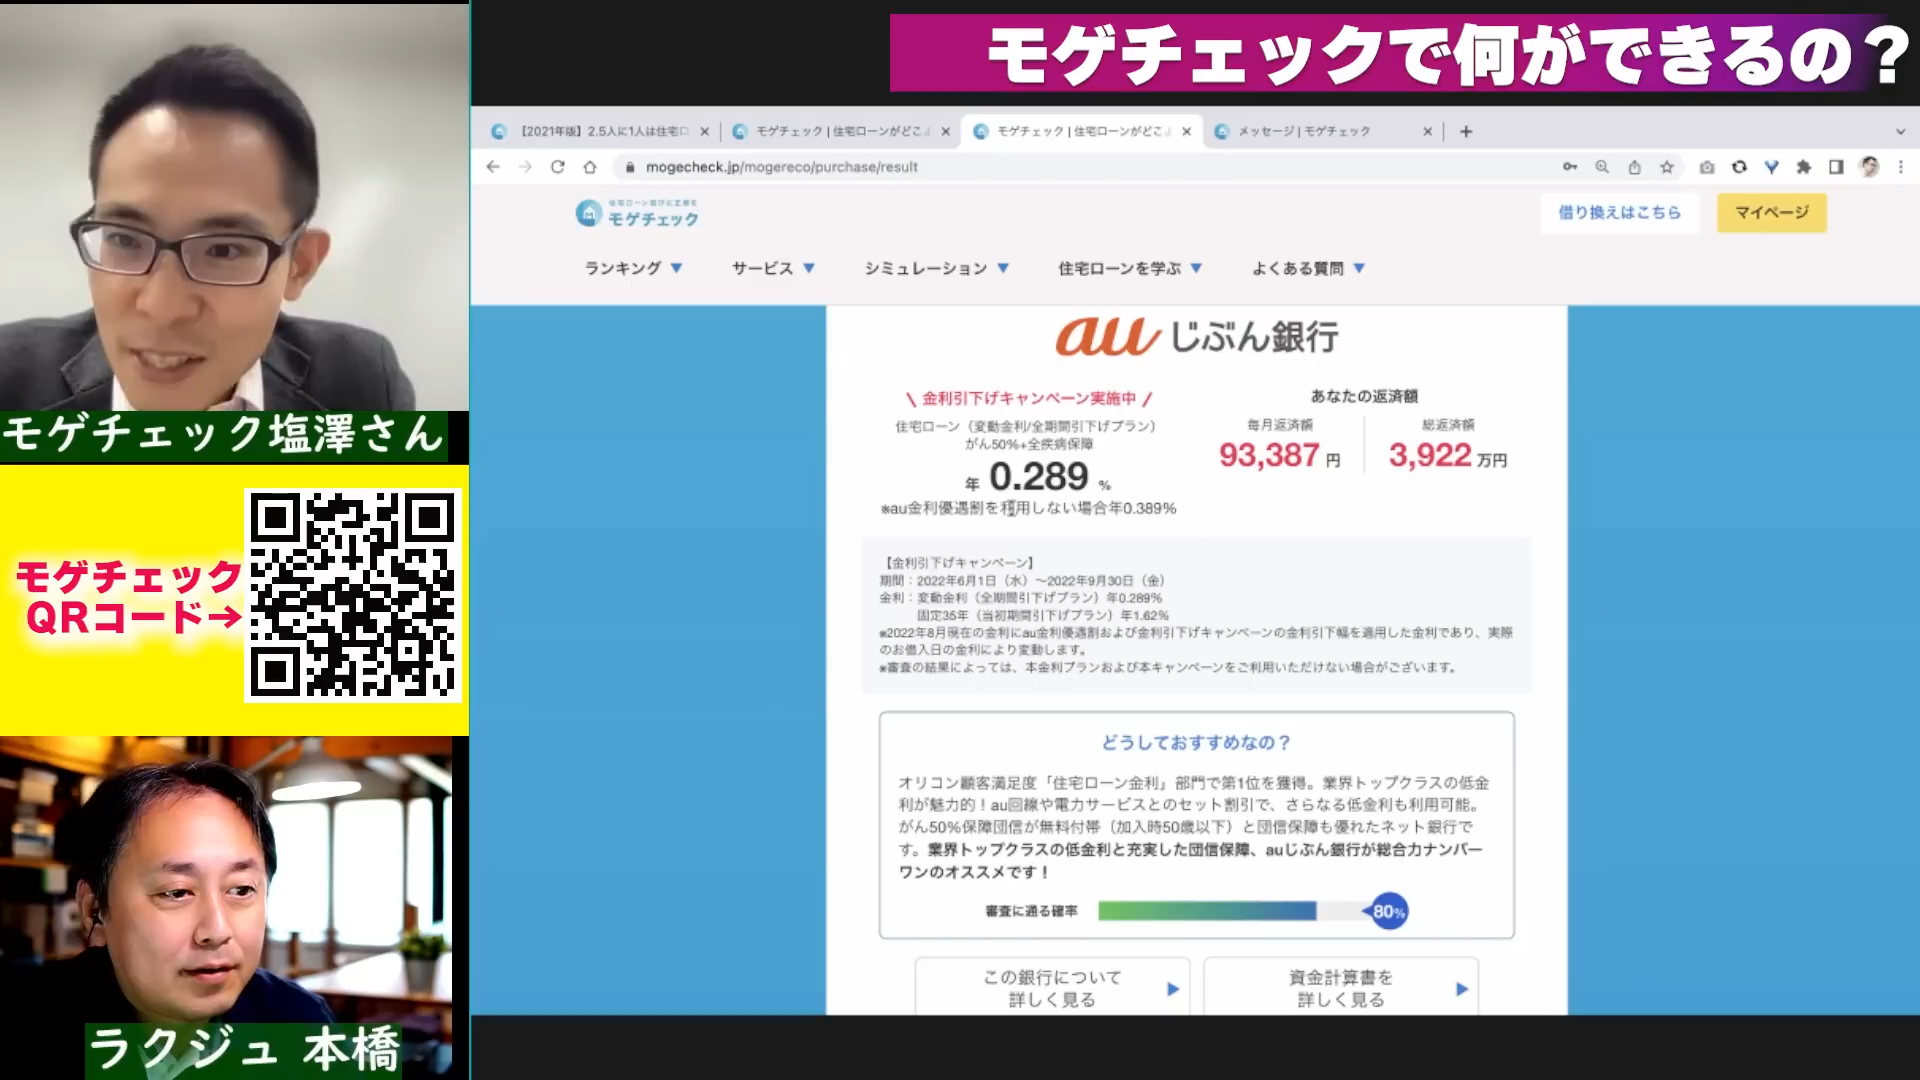 モゲチェックで何ができるの？
モゲチェック塩澤さん
モゲチェック
QRコード→
ラクジュ 本橋
【2021年版】2.5人に1人は住宅ロ
モゲチェック | 住宅ローンがどこよ
モゲチェック | 住宅ローンがどこよ
メッセージ | モゲチェック
mogecheck.jp/mogereco/purchase/result
モゲチェック
借り換えはこちら
マイページ
ランキング ▼
サービス ▼
シミュレーション ▼
住宅ローンを学ぶ ▼
よくある質問 ▼
au じぶん銀行
\ 金利引下げキャンペーン実施中 /
住宅ローン（変動金利/全期間引下げプラン）
がん50%+全疾病保障
年 0.289 %
※au金利優遇割を利用しない場合年0.389%
あなたの返済額
毎月返済額
93,387 円
総返済額
3,922 万円
【金利引下げキャンペーン】
期間：2022年6月1日（水）～2022年9月30日（金）
金利：変動金利（全期間引下げプラン）年0.289%
固定35年（当初期間引下げプラン）年1.62%
※2022年8月現在の金利にau金利優遇割および金利引下げキャンペーンの金利引下幅を適用した金利であり、実際
のお借入日の金利により変動します。
※審査の結果によっては、本金利プランおよび本キャンペーンをご利用いただけない場合がございます。
どうしておすすめなの？
オリコン顧客満足度「住宅ローン金利」部門で第1位を獲得。業界トップクラスの低金
利が魅力的！au回線や電力サービスとのセット割引で、さらなる低金利も利用可能。
がん50%保障団信が無料付帯（加入時50歳以下）と団信保障も優れたネット銀行で
す。業界トップクラスの低金利と充実した団信保障、auじぶん銀行が総合力ナンバー
ワンのオススメです！
審査に通る確率
80%
この銀行について
詳しく見る
資金計算書を
詳しく見る